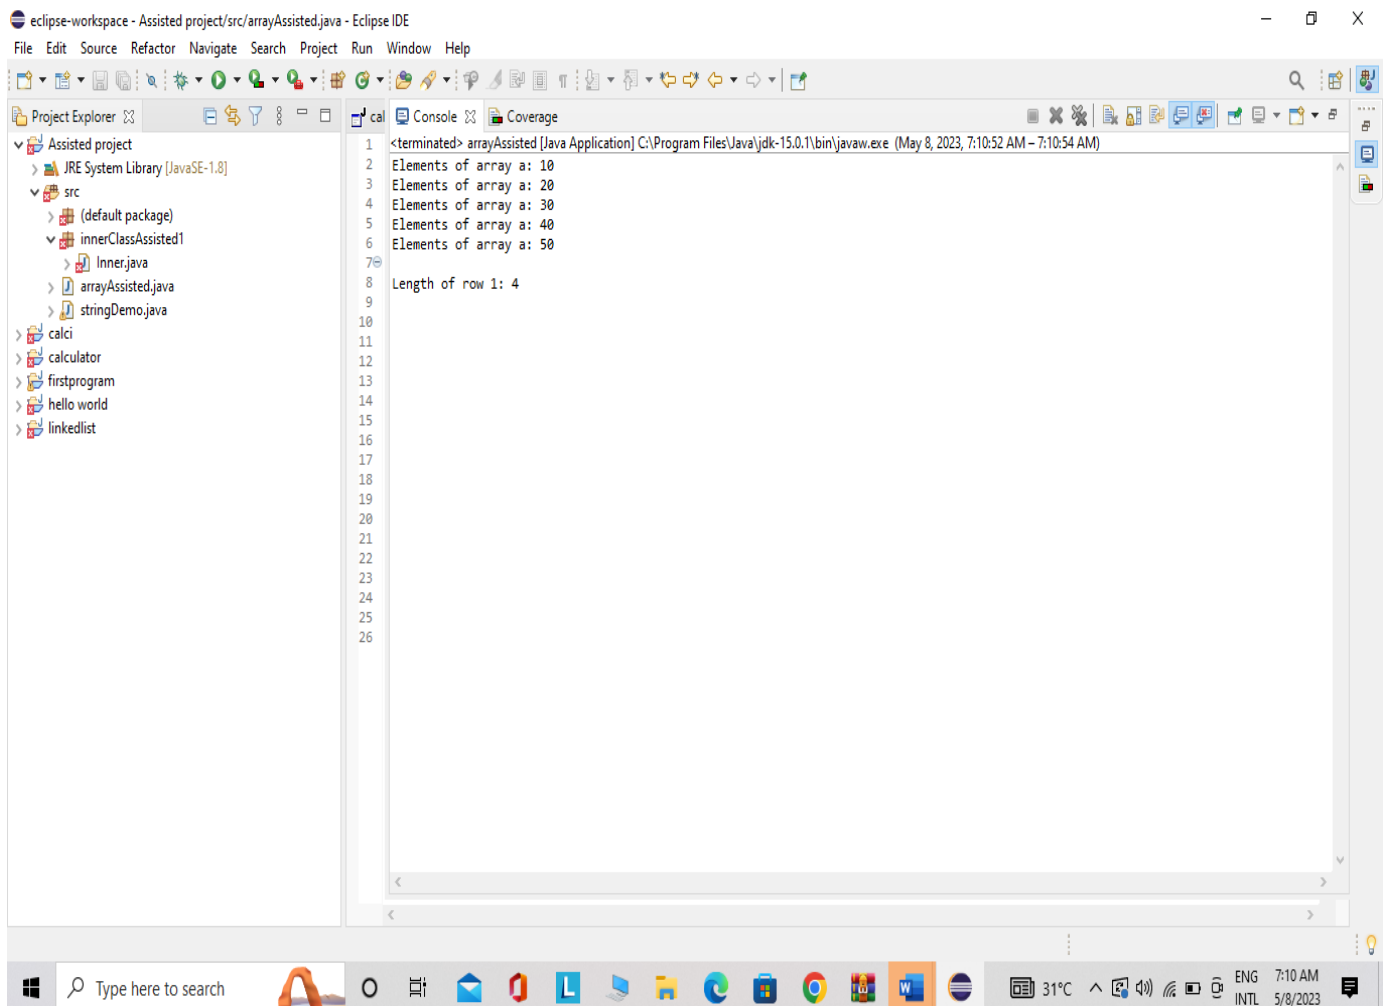 eclipse-workspace - Assisted project/src/arrayAssisted.java - Eclipse IDE
File Edit Source Refactor Navigate Search Project Run Window Help
Project Explorer
Assisted project
JRE System Library [JavaSE-1.8]
src
(default package)
innerClassAssisted1
Inner.java
arrayAssisted.java
stringDemo.java
calci
calculator
firstprogram
hello world
linkedlist
cal
Console
Coverage
<terminated> arrayAssisted [Java Application] C:\Program Files\Java\jdk-15.0.1\bin\javaw.exe (May 8, 2023, 7:10:52 AM – 7:10:54 AM)
1
2
3
4
5
6
7
8
9
10
11
12
13
14
15
16
17
18
19
20
21
22
23
24
25
26
Elements of array a: 10
Elements of array a: 20
Elements of array a: 30
Elements of array a: 40
Elements of array a: 50
Length of row 1: 4
Type here to search
31°C
ENG
INTL
7:10 AM
5/8/2023